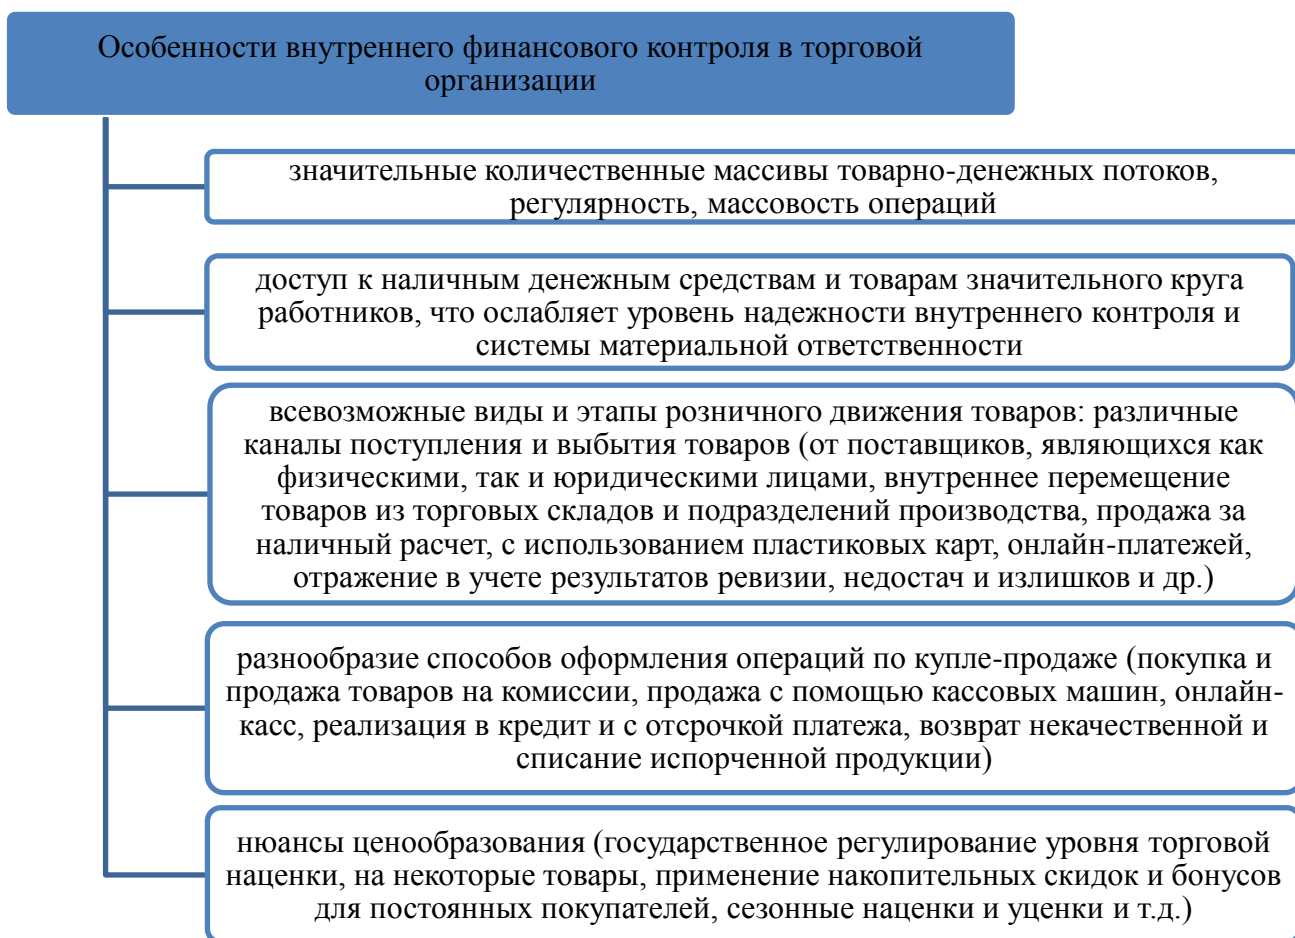 Особенности внутреннего финансового контроля в торговой
организации
значительные количественные массивы товарно-денежных потоков,
регулярность, массовость операций
доступ к наличным денежным средствам и товарам значительного круга
работников, что ослабляет уровень надежности внутреннего контроля и
системы материальной ответственности
всевозможные виды и этапы розничного движения товаров: различные
каналы поступления и выбытия товаров (от поставщиков, являющихся как
физическими, так и юридическими лицами, внутреннее перемещение
товаров из торговых складов и подразделений производства, продажа за
наличный расчет, с использованием пластиковых карт, онлайн-платежей,
отражение в учете результатов ревизии, недостач и излишков и др.)
разнообразие способов оформления операций по купле-продаже (покупка и
продажа товаров на комиссии, продажа с помощью кассовых машин, онлайн-
касс, реализация в кредит и с отсрочкой платежа, возврат некачественной и
списание испорченной продукции)
нюансы ценообразования (государственное регулирование уровня торговой
наценки, на некоторые товары, применение накопительных скидок и бонусов
для постоянных покупателей, сезонные наценки и уценки и т.д.)